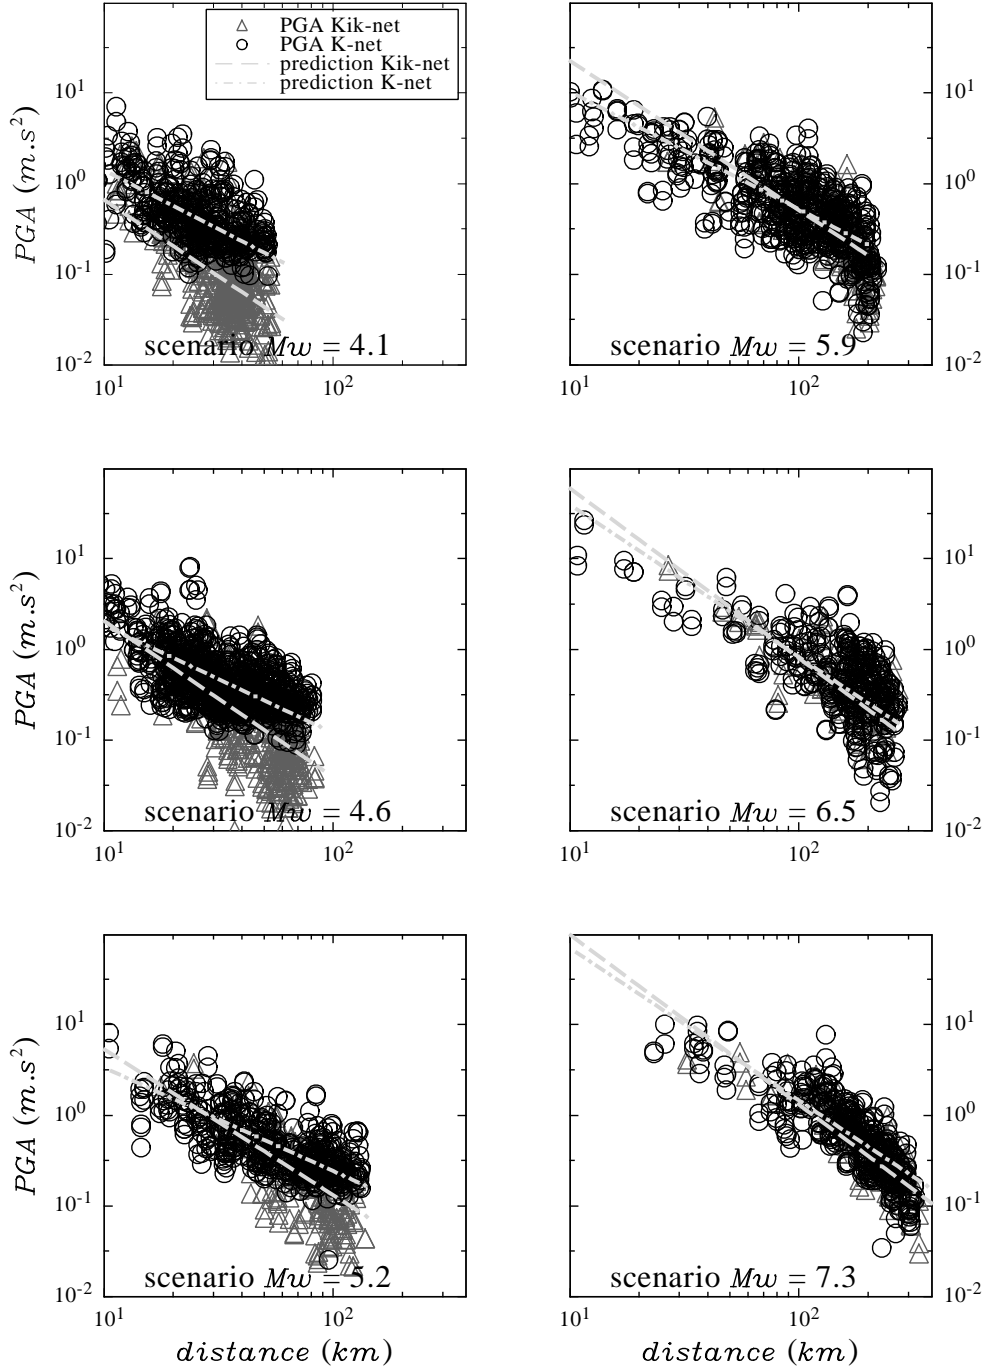 PGA Kik-net
PGA K-net
prediction Kik-net
prediction K-net
PGA (m.s²)
10¹
10⁰
10⁻¹
10⁻²
scenario Mw = 4.1
10¹ 10²
10¹
10⁰
10⁻¹
10⁻²
scenario Mw = 5.9
10¹ 10²
PGA (m.s²)
10¹
10⁰
10⁻¹
10⁻²
scenario Mw = 4.6
10¹ 10²
10¹
10⁰
10⁻¹
10⁻²
scenario Mw = 6.5
10¹ 10²
PGA (m.s²)
10¹
10⁰
10⁻¹
10⁻²
scenario Mw = 5.2
10¹ 10²
distance (km)
10¹
10⁰
10⁻¹
10⁻²
scenario Mw = 7.3
10¹ 10²
distance (km)